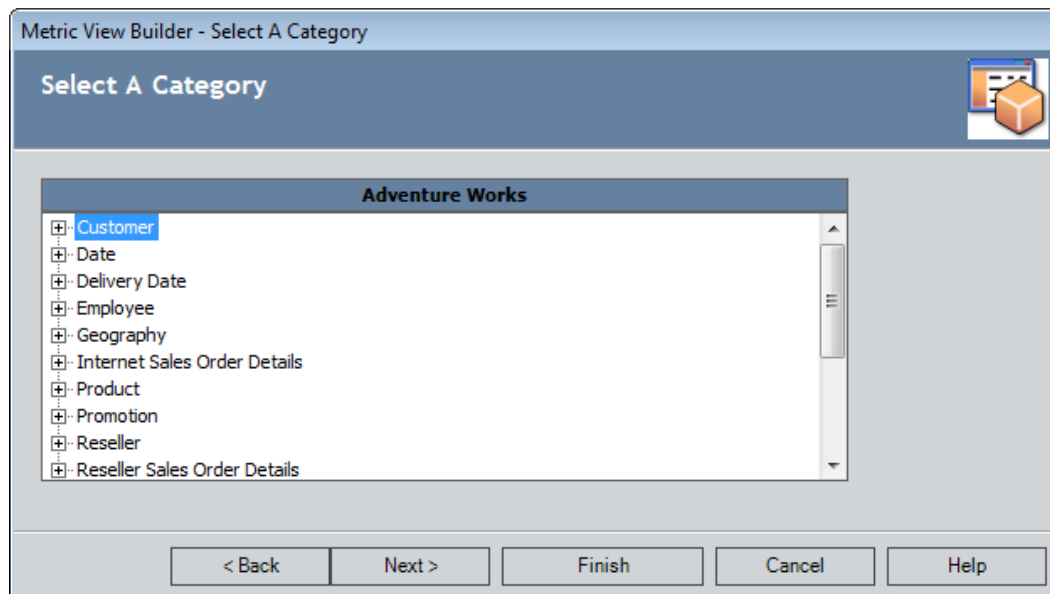 Metric View Builder - Select A Category
Select A Category
Adventure Works
Customer
Date
Delivery Date
Employee
Geography
Internet Sales Order Details
Product
Promotion
Reseller
Reseller Sales Order Details
< Back Next > Finish Cancel Help